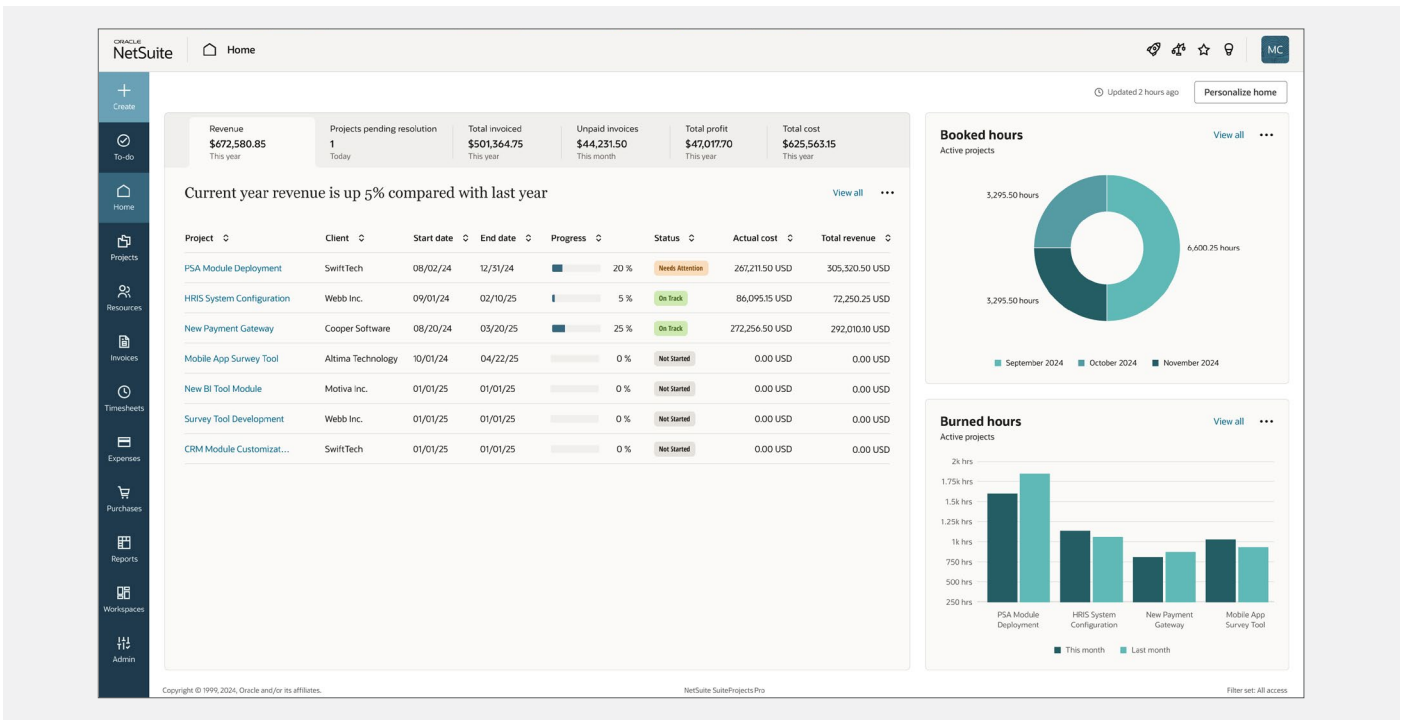 ORACLE
NetSuite
Home
MC
Updated 2 hours ago
Personalize home
Create
To-do
Home
Projects
Resources
Invoices
Timesheets
Expenses
Purchases
Reports
Workspaces
Admin
Revenue
$672,580.85
This year
Projects pending resolution
1
Today
Total invoiced
$501,364.75
This year
Unpaid invoices
$44,231.50
This month
Total profit
$47,017.70
This year
Total cost
$625,563.15
This year
Current year revenue is up 5% compared with last year
View all
Project Client Start date End date Progress Status Actual cost Total revenue
PSA Module Deployment SwiftTech 08/02/24 12/31/24 20 % Needs Attention 267,211.50 USD 305,320.50 USD
HRIS System Configuration Webb Inc. 09/01/24 02/10/25 5 % On Track 86,095.15 USD 72,250.25 USD
New Payment Gateway Cooper Software 08/20/24 03/20/25 25 % On Track 272,256.50 USD 292,010.10 USD
Mobile App Survey Tool Altima Technology 10/01/24 04/22/25 0 % Not Started 0.00 USD 0.00 USD
New BI Tool Module Motiva Inc. 01/01/25 01/01/25 0 % Not Started 0.00 USD 0.00 USD
Survey Tool Development Webb Inc. 01/01/25 01/01/25 0 % Not Started 0.00 USD 0.00 USD
CRM Module Customizat... SwiftTech 01/01/25 01/01/25 0 % Not Started 0.00 USD 0.00 USD
Booked hours
View all
Active projects
3,295.50 hours
6,600.25 hours
3,295.50 hours
September 2024 October 2024 November 2024
Burned hours
View all
Active projects
2k hrs
1.75k hrs
1.5k hrs
1.25k hrs
1k hrs
750 hrs
500 hrs
250 hrs
PSA Module
Deployment
HRIS System
Configuration
New Payment
Gateway
Mobile App
Survey Tool
This month Last month
Copyright © 1999, 2024, Oracle and/or its affiliates.
NetSuite SuiteProjects Pro
Filter set: All access